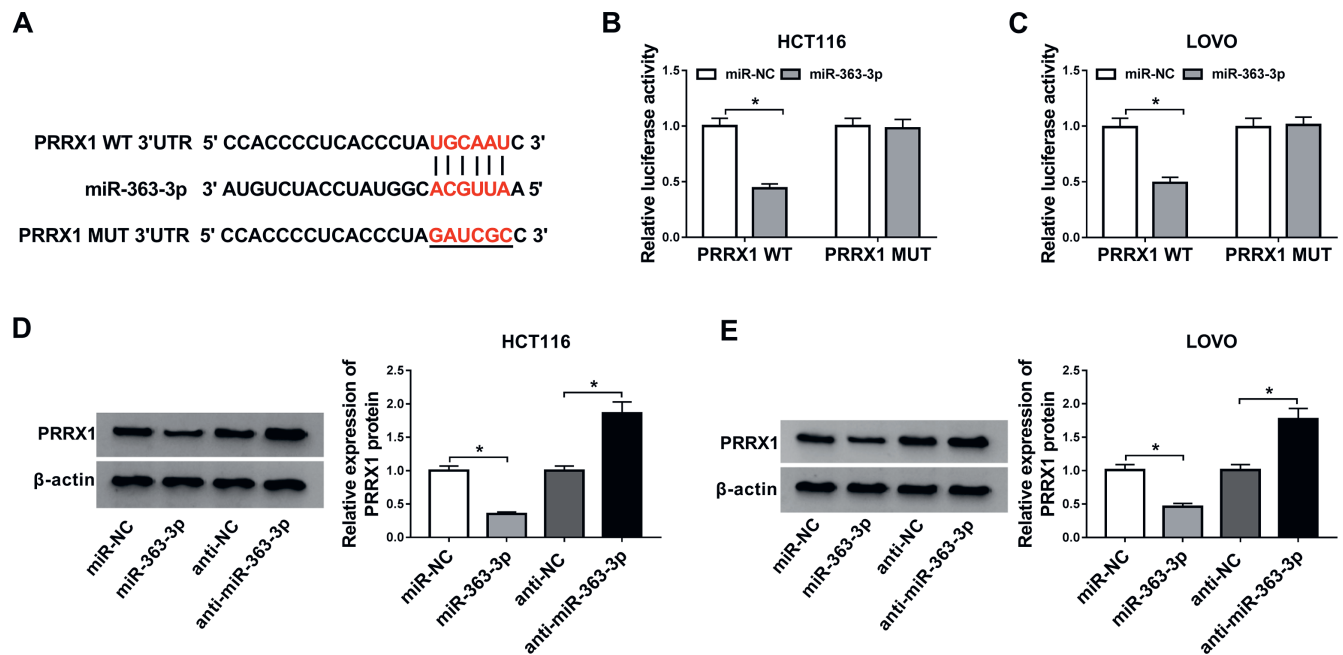 A
PRRX1 WT 3'UTR 5' CCACCCCUCACCCUAUGCAAUC 3'
miR-363-3p 3' AUGUCUACCUAUGGCACGUUAA 5'
PRRX1 MUT 3'UTR 5' CCACCCCUCACCCUAGAUCGCC 3'
B
HCT116
Relative luciferase activity
miR-NC miR-363-3p
1.5
1.0
0.5
0.0
*
PRRX1 WT PRRX1 MUT
C
LOVO
Relative luciferase activity
miR-NC miR-363-3p
1.5
1.0
0.5
0.0
*
PRRX1 WT PRRX1 MUT
D
PRRX1
β-actin
miR-NC
miR-363-3p
anti-NC
anti-miR-363-3p
HCT116
Relative expression of
PRRX1 protein
2.5
2.0
1.5
1.0
0.5
0.0
*
*
miR-NC
miR-363-3p
anti-NC
anti-miR-363-3p
E
PRRX1
β-actin
miR-NC
miR-363-3p
anti-NC
anti-miR-363-3p
LOVO
Relative expression of
PRRX1 protein
2.5
2.0
1.5
1.0
0.5
0.0
*
*
miR-NC
miR-363-3p
anti-NC
anti-miR-363-3p